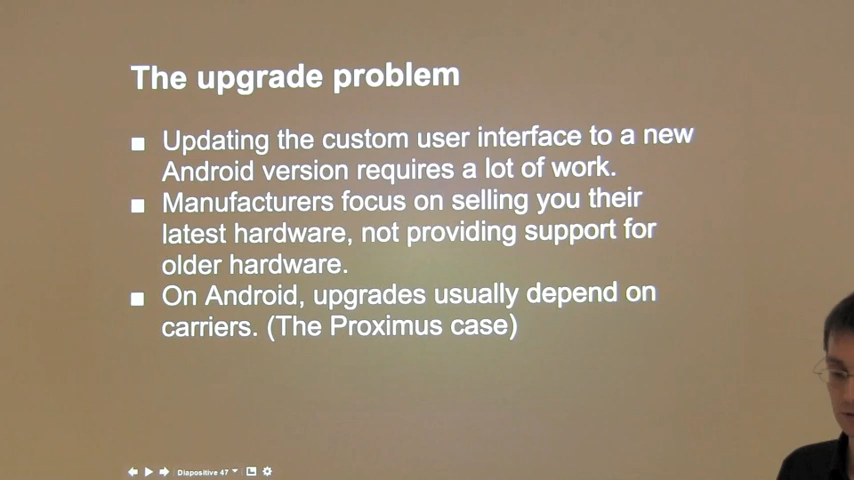 The upgrade problem
Updating the custom user interface to a new
Android version requires a lot of work.
Manufacturers focus on selling you their
latest hardware, not providing support for
older hardware.
On Android, upgrades usually depend on
carriers. (The Proximus case)
Diapositive 47